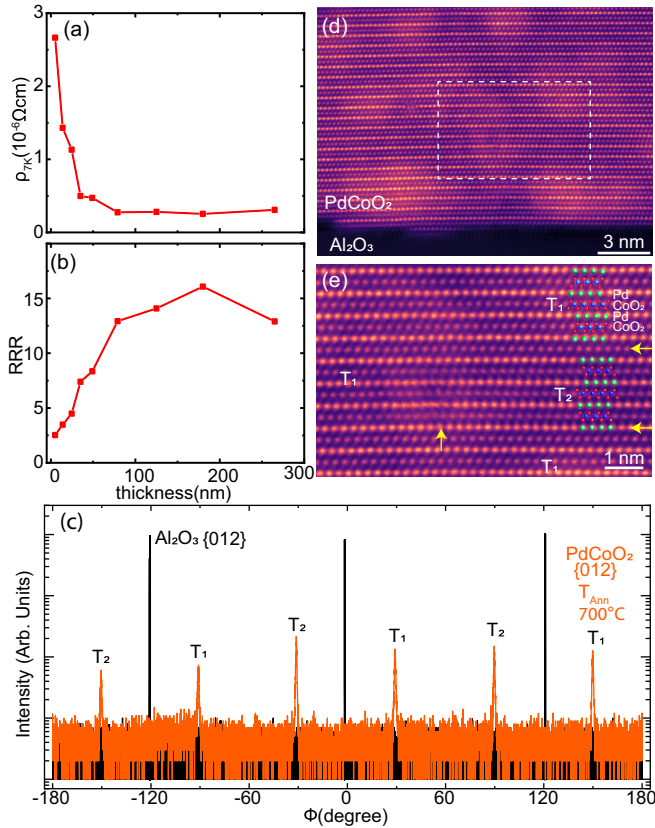 (a)
3
2
1
0
ρ7K(10⁻⁶Ωcm)
(b)
15
10
5
0
RRR
0 100 200 300
thickness(nm)
(d)
PdCoO₂
Al₂O₃
3 nm
(e)
T₁
Pd
CoO₂
Pd
CoO₂
T₁
T₂
T₁
1 nm
(c)
Al₂O₃ {012}
PdCoO₂
{012}
T_Ann
700°C
T₂
T₁
T₂
T₁
T₂
T₁
Intensity (Arb. Units)
-180 -120 -60 0 60 120 180
Φ(degree)